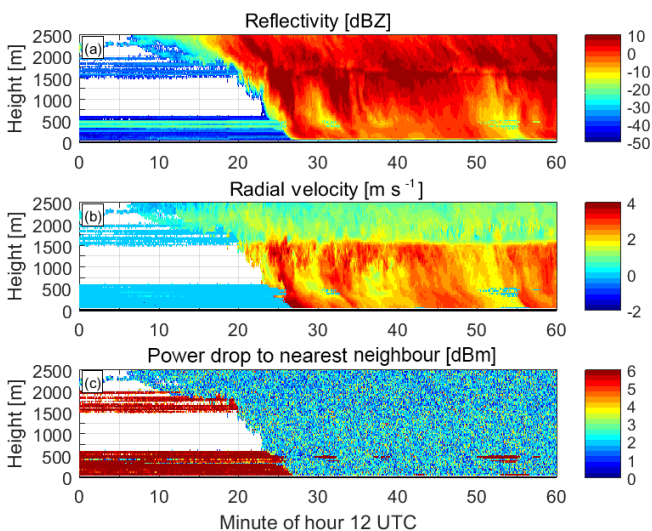 Reflectivity [dBZ]
(a)
Height [m]
2500
2000
1500
1000
500
0
0 10 20 30 40 50 60
10
0
-10
-20
-30
-40
-50
Radial velocity [m s⁻¹]
(b)
Height [m]
2500
2000
1500
1000
500
0
0 10 20 30 40 50 60
4
2
0
-2
Power drop to nearest neighbour [dBm]
(c)
Height [m]
2500
2000
1500
1000
500
0
0 10 20 30 40 50 60
6
5
4
3
2
1
0
Minute of hour 12 UTC